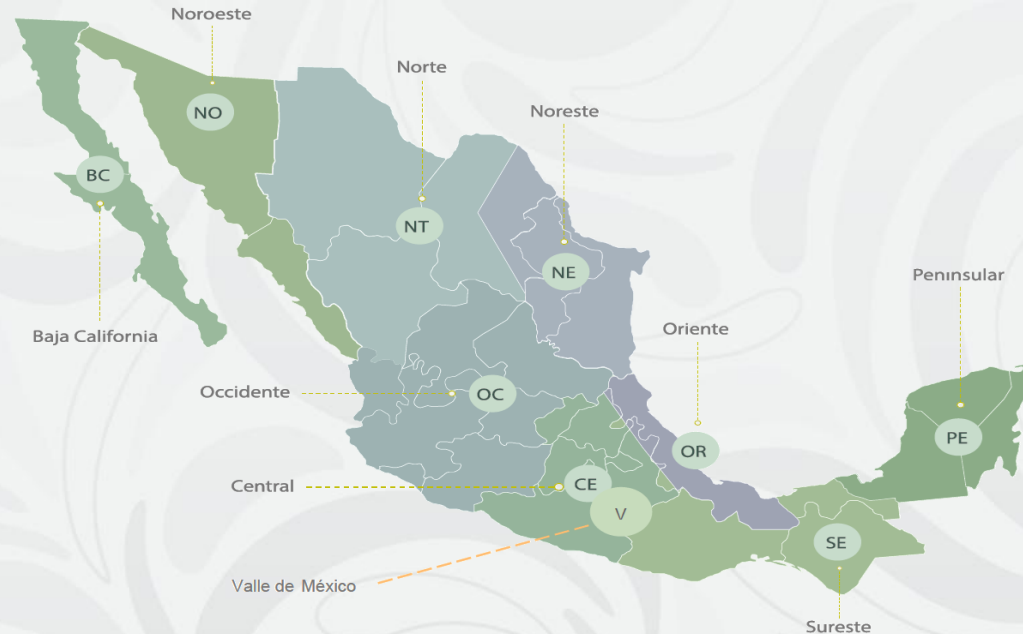 Noroeste
Norte
Noreste
NO
BC
NT
NE
Peninsular
Oriente
Baja California
Occidente
OC
PE
OR
Central
CE
V
SE
Valle de México
Sureste